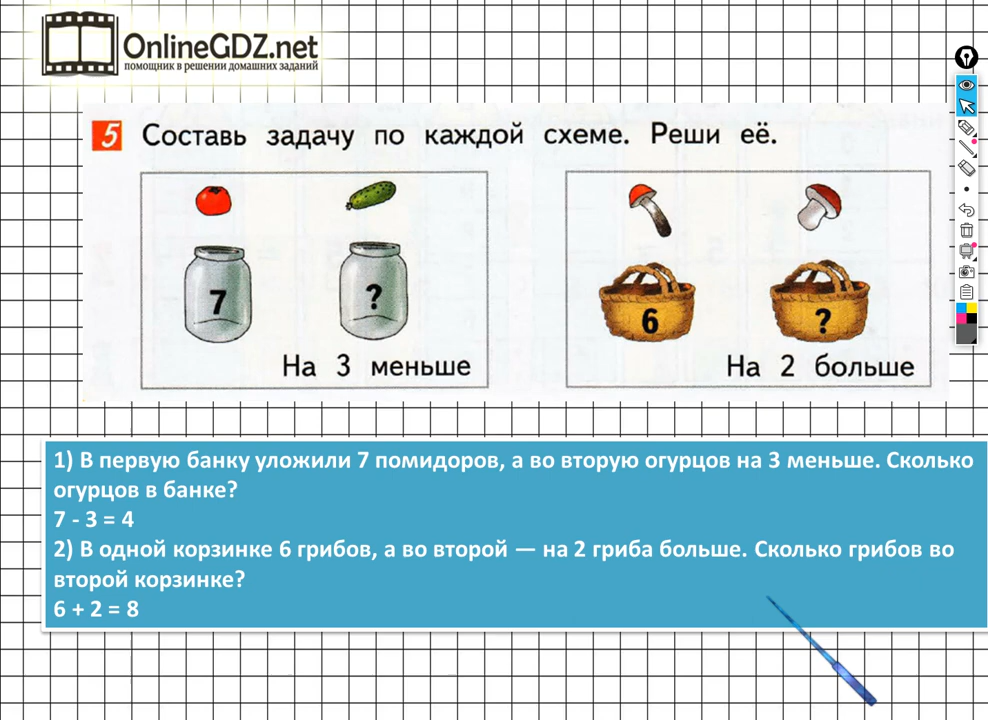 OnlineGDZ.net
помощник в решении домашних заданий
5 Составь задачу по каждой схеме. Реши её.
7 ?
На 3 меньше
6 ?
На 2 больше
1) В первую банку уложили 7 помидоров, а во вторую огурцов на 3 меньше. Сколько
огурцов в банке?
7 - 3 = 4
2) В одной корзинке 6 грибов, а во второй — на 2 гриба больше. Сколько грибов во
второй корзинке?
6 + 2 = 8